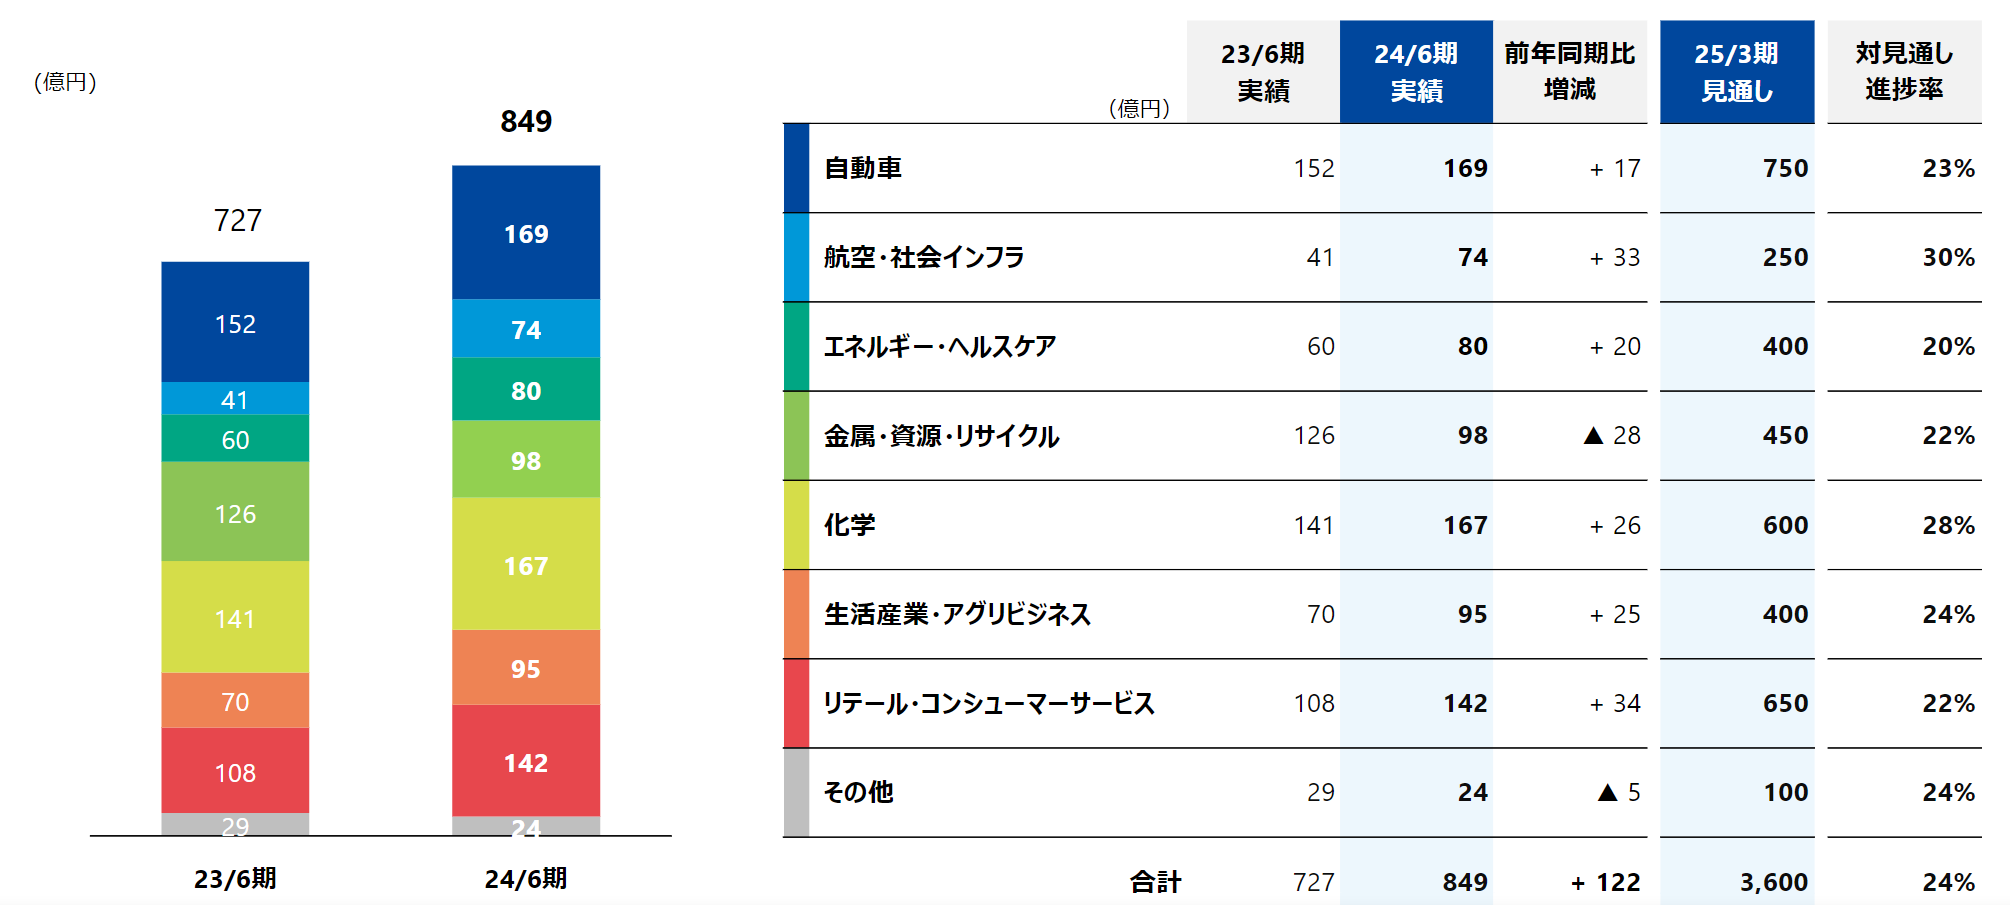 (億円)
727
152
41
60
126
141
70
108
29
23/6期
849
169
74
80
98
167
95
142
24
24/6期
(億円)
23/6期
実績
24/6期
実績
前年同期比
増減
25/3期
見通し
対見通し
進捗率
自動車 152 169 + 17 750 23%
航空・社会インフラ 41 74 + 33 250 30%
エネルギー・ヘルスケア 60 80 + 20 400 20%
金属・資源・リサイクル 126 98 ▲ 28 450 22%
化学 141 167 + 26 600 28%
生活産業・アグリビジネス 70 95 + 25 400 24%
リテール・コンシューマーサービス 108 142 + 34 650 22%
その他 29 24 ▲ 5 100 24%
合計 727 849 + 122 3,600 24%